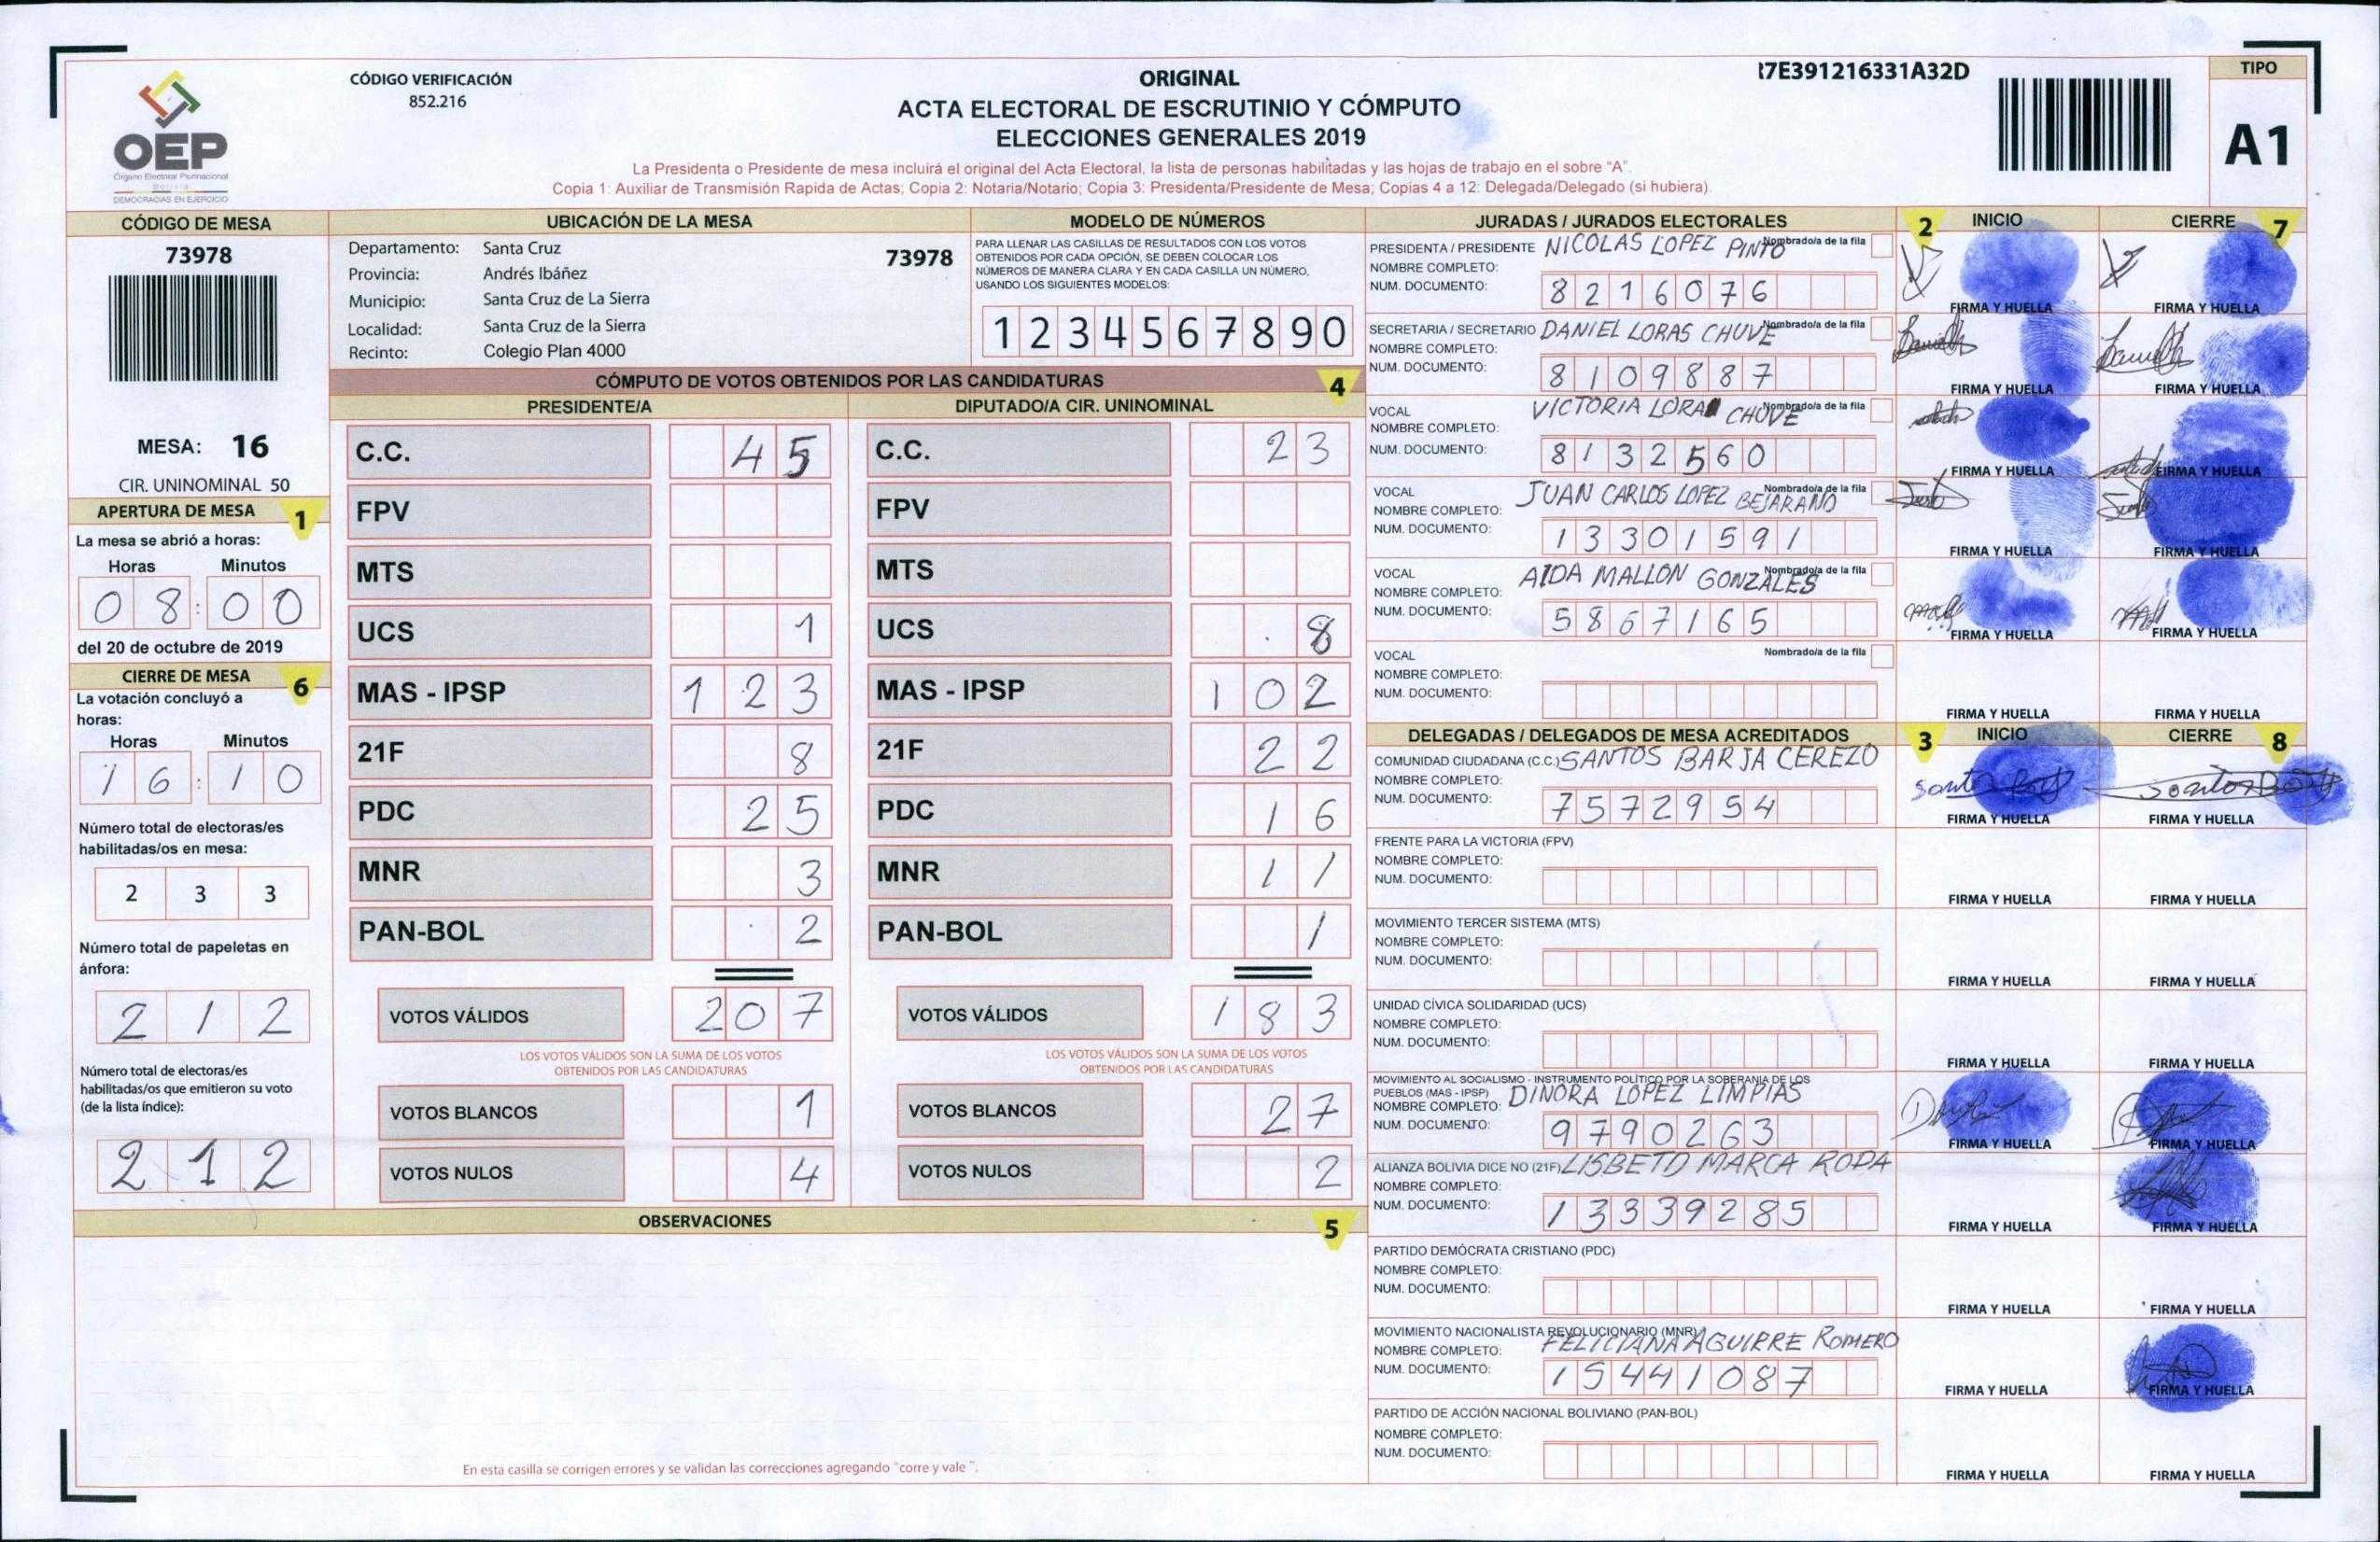 CÓDIGO VERIFICACIÓN
852.216
ORIGINAL
ACTA ELECTORAL DE ESCRUTINIO Y CÓMPUTO
ELECCIONES GENERALES 2019
La Presidenta o Presidente de mesa incluirá el original del Acta Electoral, la lista de personas habilitadas y las hojas de trabajo en el sobre "A".
Copia 1: Auxiliar de Transmisión Rapida de Actas; Copia 2: Notaria/Notario; Copia 3: Presidenta/Presidente de Mesa; Copias 4 a 12: Delegada/Delegado (si hubiera).
7E391216331A32D
TIPO
A1
OEP
Órgano Electoral Plurinacional
Bolivia
DEMOCRACIAS EN EJERCICIO
CÓDIGO DE MESA
73978
MESA: 16
CIR. UNINOMINAL 50
APERTURA DE MESA 1
La mesa se abrió a horas:
Horas Minutos
08:00
del 20 de octubre de 2019
CIERRE DE MESA 6
La votación concluyó a
horas:
Horas Minutos
16:10
Número total de electoras/es
habilitadas/os en mesa:
2 3 3
Número total de papeletas en
ánfora:
2 1 2
Número total de electoras/es
habilitadas/os que emitieron su voto
(de la lista índice):
2 1 2
UBICACIÓN DE LA MESA
Departamento: Santa Cruz 73978
Provincia: Andrés Ibáñez
Municipio: Santa Cruz de La Sierra
Localidad: Santa Cruz de la Sierra
Recinto: Colegio Plan 4000
MODELO DE NÚMEROS
PARA LLENAR LAS CASILLAS DE RESULTADOS CON LOS VOTOS
OBTENIDOS POR CADA OPCIÓN, SE DEBEN COLOCAR LOS
NÚMEROS DE MANERA CLARA Y EN CADA CASILLA UN NÚMERO,
USANDO LOS SIGUIENTES MODELOS:
1 2 3 4 5 6 7 8 9 0
CÓMPUTO DE VOTOS OBTENIDOS POR LAS CANDIDATURAS 4
PRESIDENTE/A
C.C. 45
FPV
MTS
UCS 1
MAS - IPSP 123
21F 8
PDC 25
MNR 3
PAN-BOL 2
VOTOS VÁLIDOS 207
LOS VOTOS VÁLIDOS SON LA SUMA DE LOS VOTOS
OBTENIDOS POR LAS CANDIDATURAS
VOTOS BLANCOS 1
VOTOS NULOS 4
DIPUTADO/A CIR. UNINOMINAL
C.C. 23
FPV
MTS
UCS 8
MAS - IPSP 102
21F 22
PDC 16
MNR 11
PAN-BOL 1
VOTOS VÁLIDOS 183
LOS VOTOS VÁLIDOS SON LA SUMA DE LOS VOTOS
OBTENIDOS POR LAS CANDIDATURAS
VOTOS BLANCOS 27
VOTOS NULOS 2
OBSERVACIONES 5
En esta casilla se corrigen errores y se validan las correcciones agregando "corre y vale".
JURADAS / JURADOS ELECTORALES 2 INICIO CIERRE 7
PRESIDENTA / PRESIDENTE NICOLAS LOPEZ PINTO Nombrado/a de la fila
NOMBRE COMPLETO:
NUM. DOCUMENTO: 8216076
FIRMA Y HUELLA FIRMA Y HUELLA
SECRETARIA / SECRETARIO DANIEL LORAS CHUVE Nombrado/a de la fila
NOMBRE COMPLETO:
NUM. DOCUMENTO: 8109887
FIRMA Y HUELLA FIRMA Y HUELLA
VOCAL VICTORIA LORA CHUVE Nombrado/a de la fila
NOMBRE COMPLETO:
NUM. DOCUMENTO: 8132560
FIRMA Y HUELLA FIRMA Y HUELLA
VOCAL JUAN CARLOS LOPEZ BEJARANO Nombrado/a de la fila
NOMBRE COMPLETO:
NUM. DOCUMENTO: 13301591
FIRMA Y HUELLA FIRMA Y HUELLA
VOCAL AIDA MALLON GONZALES Nombrado/a de la fila
NOMBRE COMPLETO:
NUM. DOCUMENTO: 5867165
FIRMA Y HUELLA FIRMA Y HUELLA
VOCAL Nombrado/a de la fila
NOMBRE COMPLETO:
NUM. DOCUMENTO:
FIRMA Y HUELLA FIRMA Y HUELLA
DELEGADAS / DELEGADOS DE MESA ACREDITADOS 3 INICIO CIERRE 8
COMUNIDAD CIUDADANA (C.C.) SANTOS BARJA CEREZO
NOMBRE COMPLETO:
NUM. DOCUMENTO: 7572954
FIRMA Y HUELLA FIRMA Y HUELLA
FRENTE PARA LA VICTORIA (FPV)
NOMBRE COMPLETO:
NUM. DOCUMENTO:
FIRMA Y HUELLA FIRMA Y HUELLA
MOVIMIENTO TERCER SISTEMA (MTS)
NOMBRE COMPLETO:
NUM. DOCUMENTO:
FIRMA Y HUELLA FIRMA Y HUELLA
UNIDAD CÍVICA SOLIDARIDAD (UCS)
NOMBRE COMPLETO:
NUM. DOCUMENTO:
FIRMA Y HUELLA FIRMA Y HUELLA
MOVIMIENTO AL SOCIALISMO - INSTRUMENTO POLÍTICO POR LA SOBERANÍA DE LOS
PUEBLOS (MAS - IPSP) DINORA LOPEZ LIMPIAS
NOMBRE COMPLETO:
NUM. DOCUMENTO: 9790263
FIRMA Y HUELLA FIRMA Y HUELLA
ALIANZA BOLIVIA DICE NO (21F) LISBETD MARCA RODA
NOMBRE COMPLETO:
NUM. DOCUMENTO: 13339285
FIRMA Y HUELLA FIRMA Y HUELLA
PARTIDO DEMÓCRATA CRISTIANO (PDC)
NOMBRE COMPLETO:
NUM. DOCUMENTO:
FIRMA Y HUELLA FIRMA Y HUELLA
MOVIMIENTO NACIONALISTA REVOLUCIONARIO (MNR)
NOMBRE COMPLETO: FELICIANA AGUIRRE ROMERO
NUM. DOCUMENTO: 15441087
FIRMA Y HUELLA FIRMA Y HUELLA
PARTIDO DE ACCIÓN NACIONAL BOLIVIANO (PAN-BOL)
NOMBRE COMPLETO:
NUM. DOCUMENTO:
FIRMA Y HUELLA FIRMA Y HUELLA